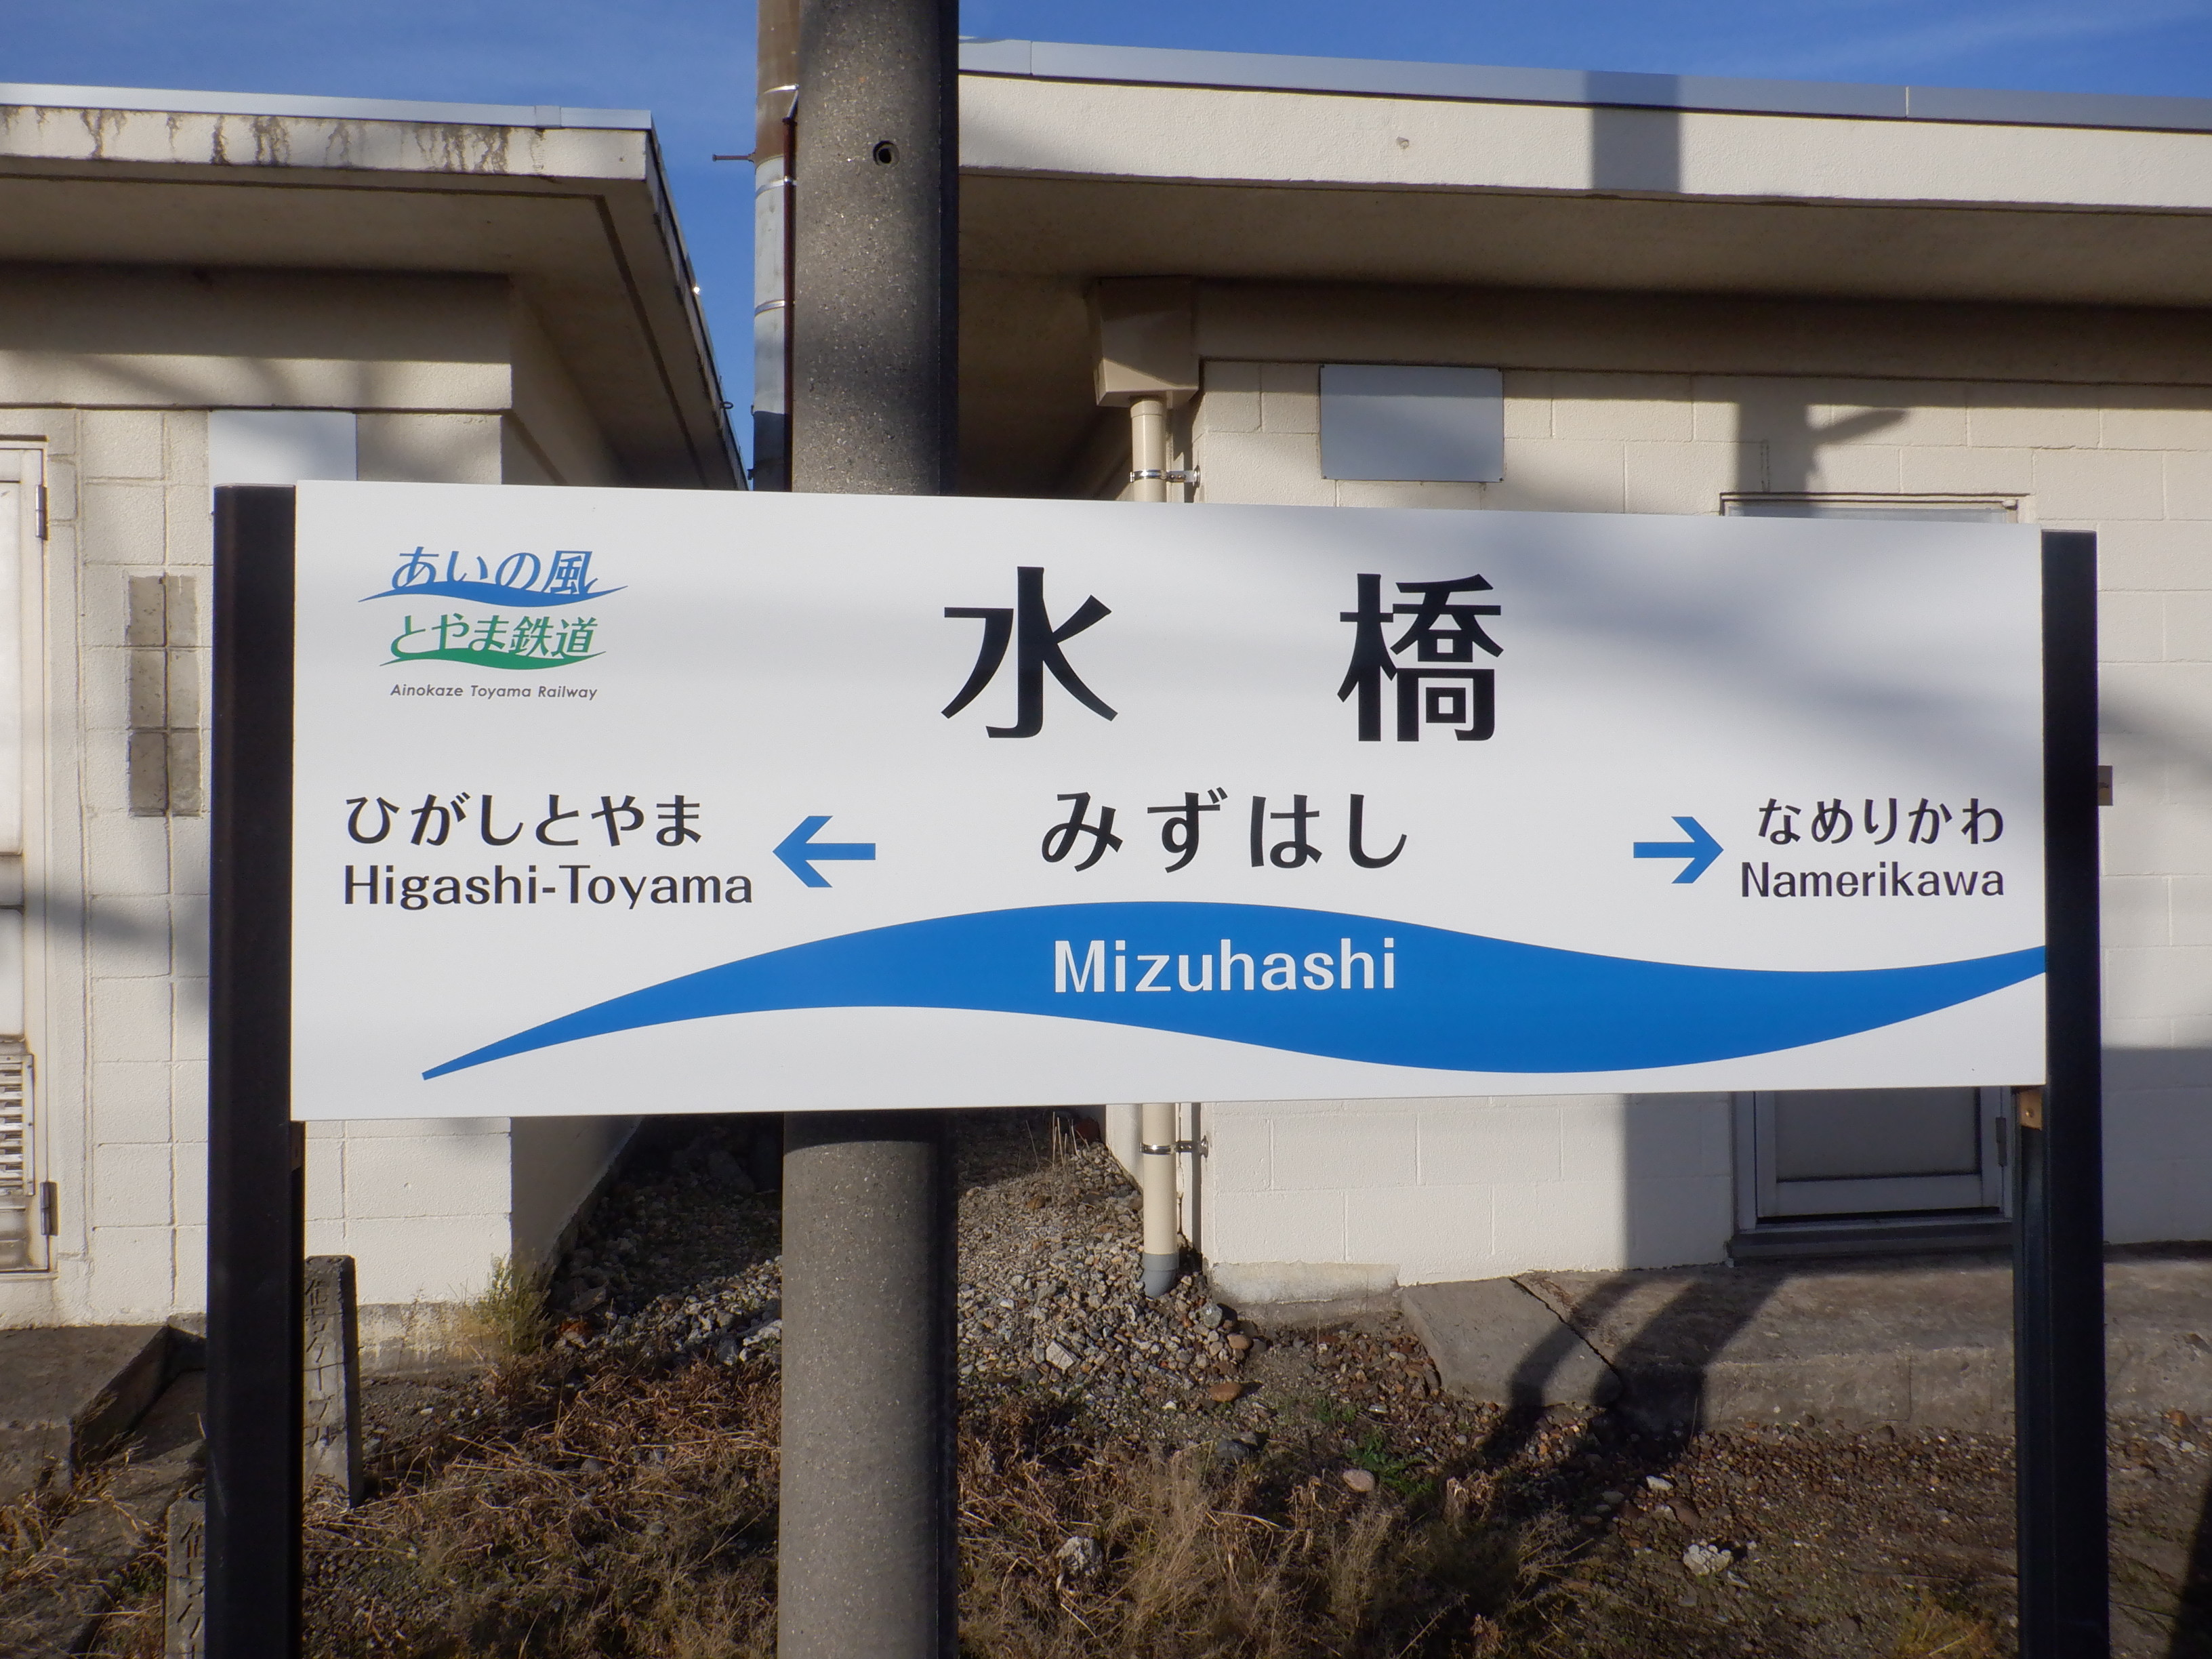 あいの風
とやま鉄道
Ainokaze Toyama Railway
水橋
みずはし
Mizuhashi
ひがしとやま
Higashi-Toyama
←
→
なめりかわ
Namerikawa